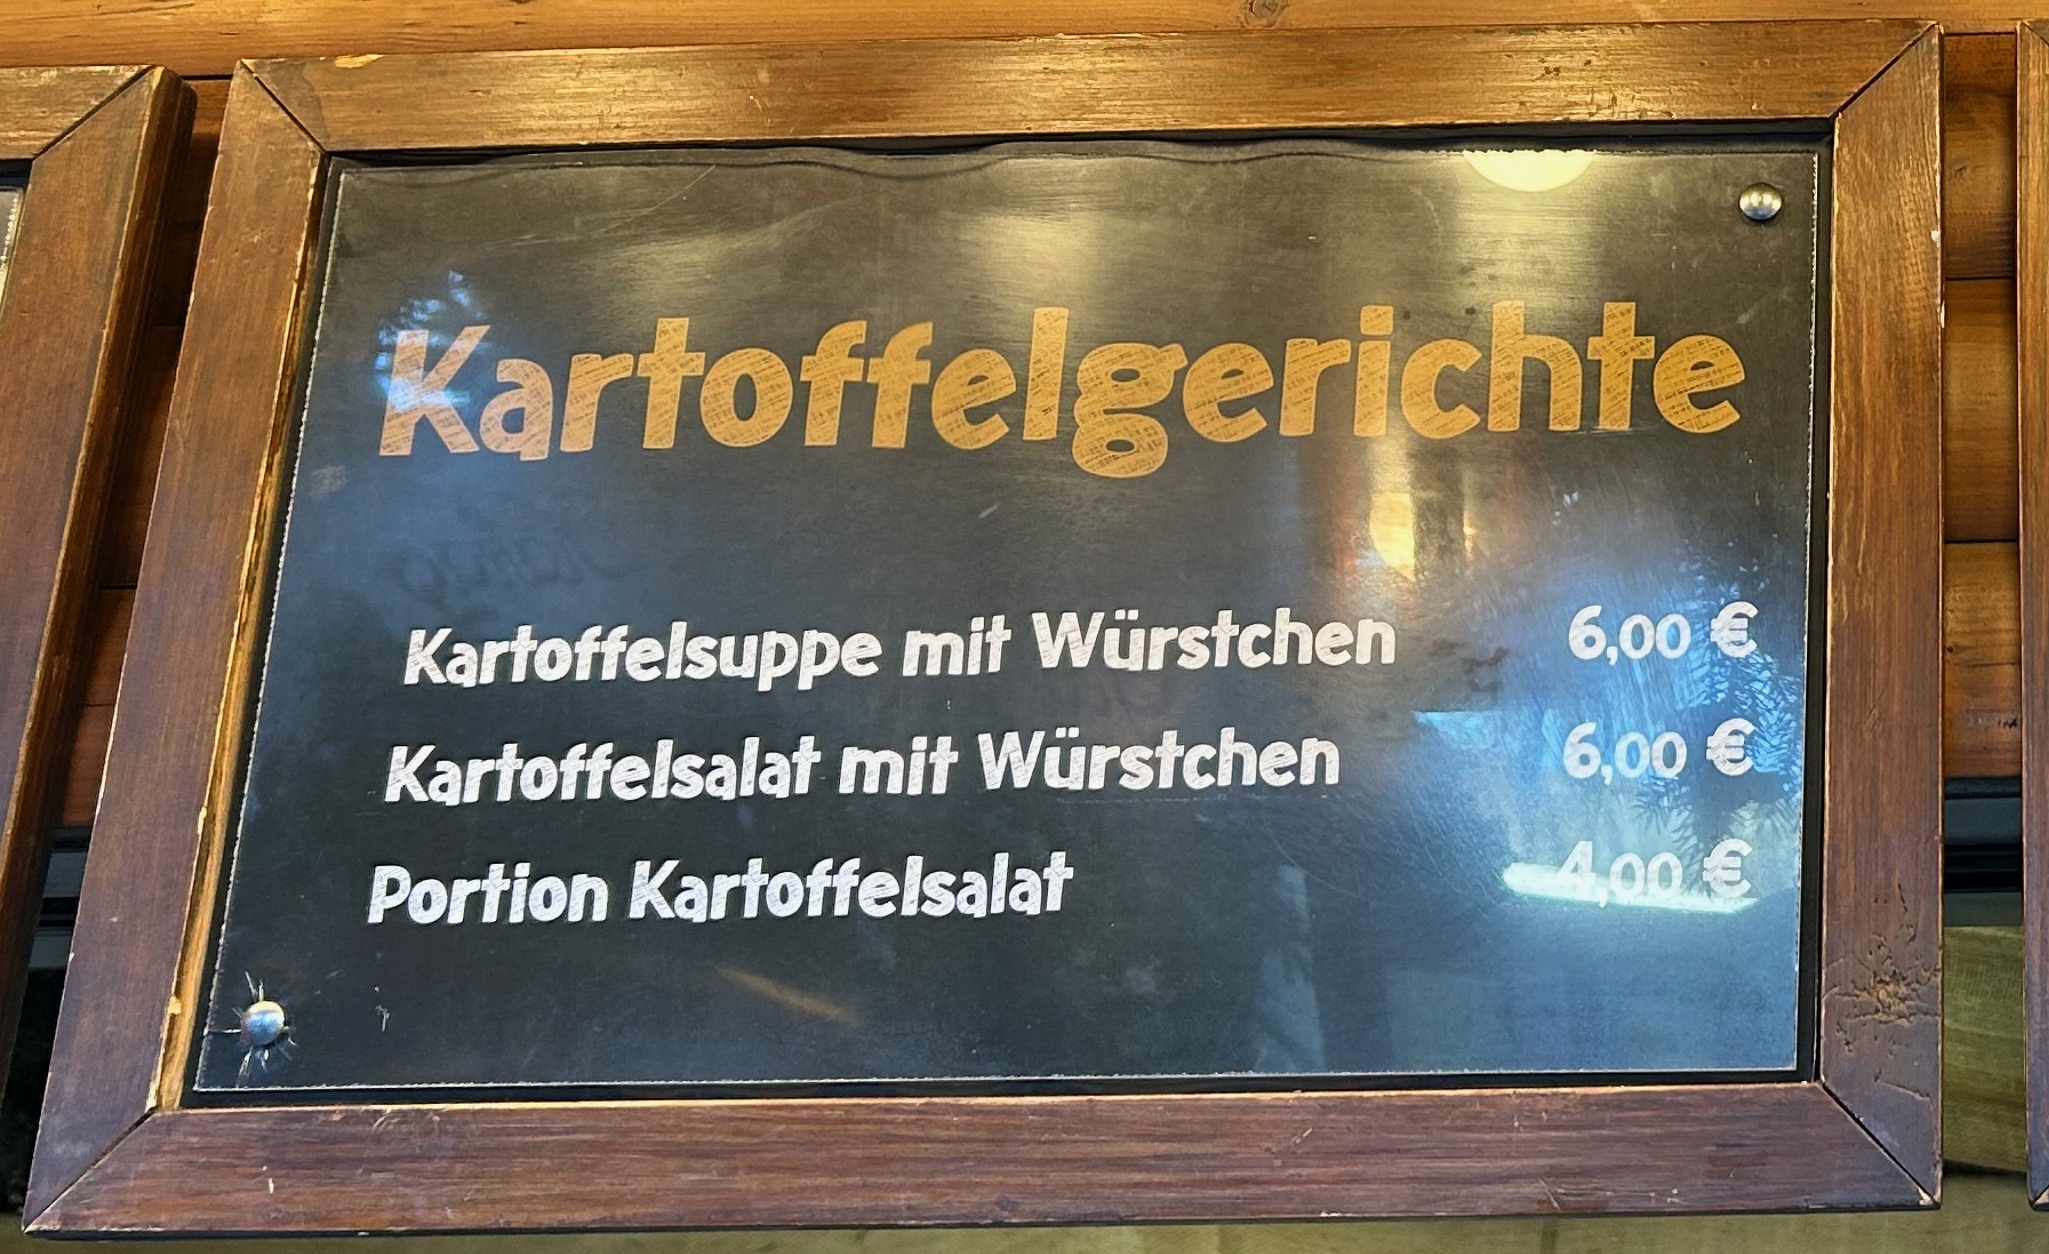 Kartoffelgerichte
Kartoffelsuppe mit Würstchen 6,00 €
Kartoffelsalat mit Würstchen 6,00 €
Portion Kartoffelsalat 4,00 €